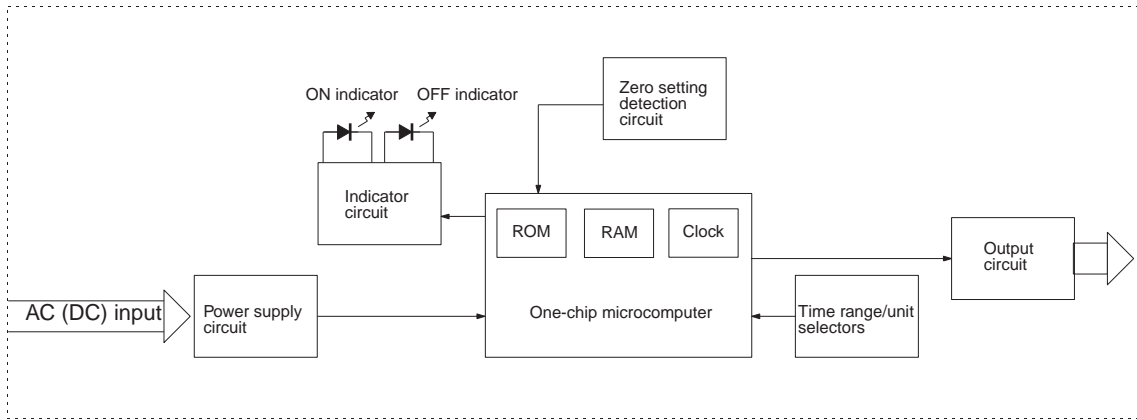 Zero setting
detection
circuit
ON indicator
OFF indicator
Indicator
circuit
ROM
RAM
Clock
Output
circuit
AC (DC) input
Power supply
circuit
One-chip microcomputer
Time range/unit
selectors